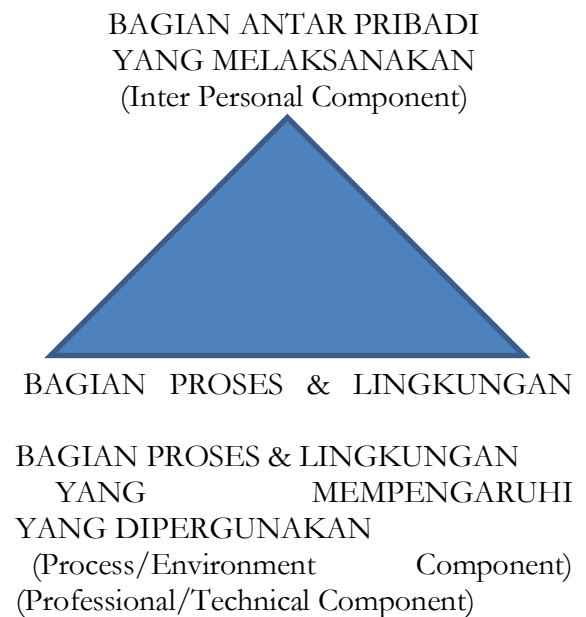 BAGIAN ANTAR PRIBADI
YANG MELAKSANAKAN
(Inter Personal Component)
BAGIAN PROSES & LINGKUNGAN
BAGIAN PROSES & LINGKUNGAN
YANG MEMPENGARUHI
YANG DIPERGUNAKAN
(Process/Environment Component)
(Professional/Technical Component)